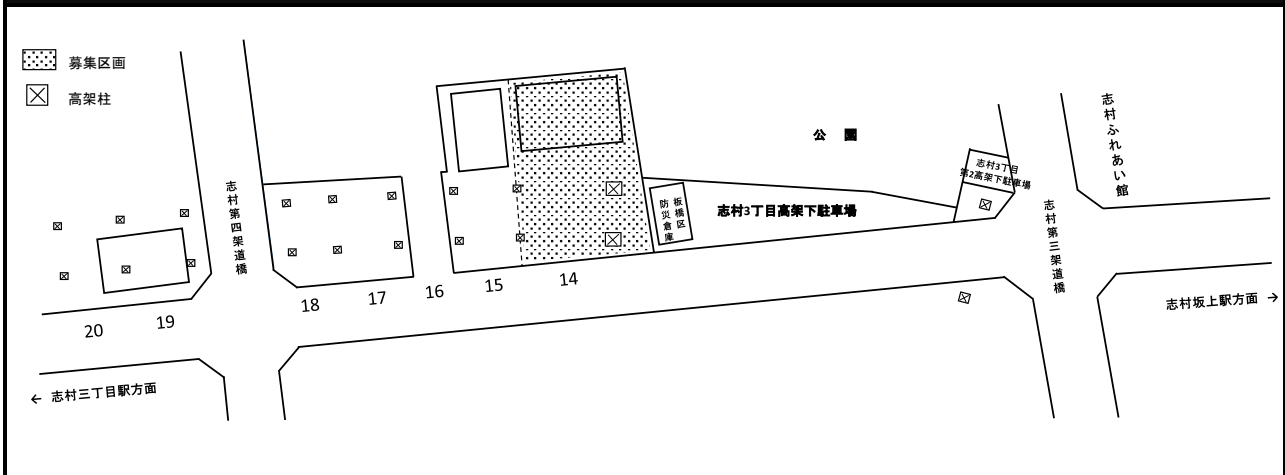 募集区画
高架柱
志村第四架道橋
公 園
志村3丁目
第2高架下駐車場
志村ふれあい館
板橋区
防災倉庫
志村3丁目高架下駐車場
志村第三架道橋
14
15
16
17
18
19
20
志村坂上駅方面 →
← 志村三丁目駅方面